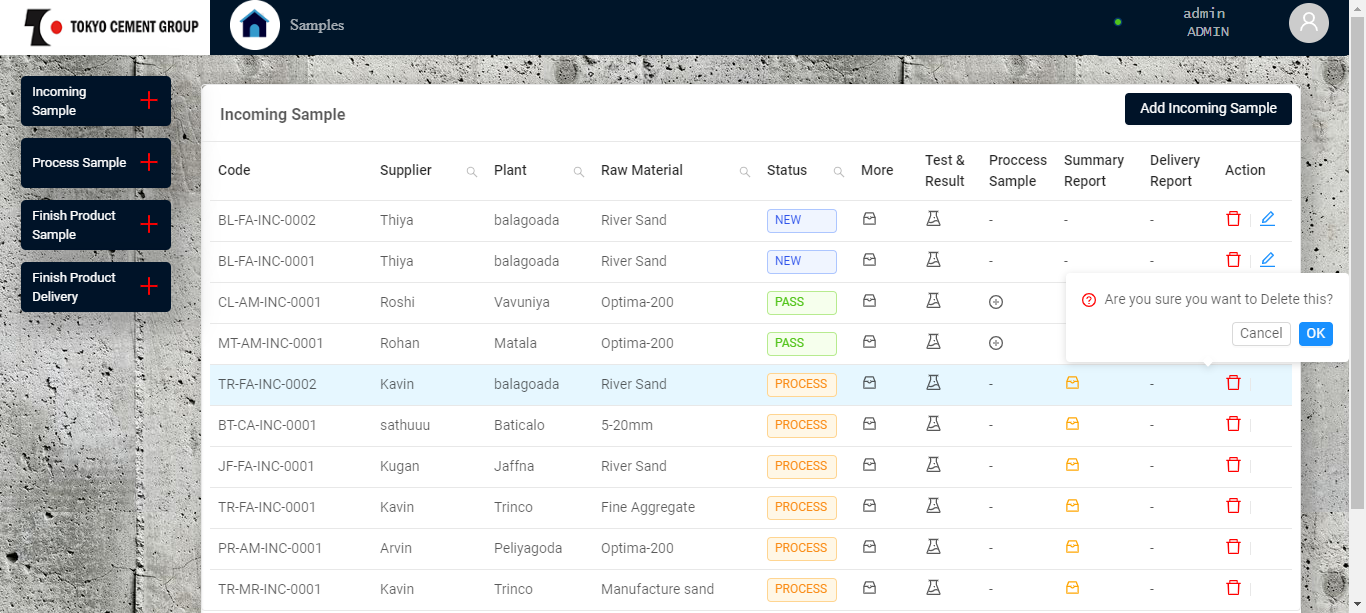 TOKYO CEMENT GROUP
Samples
admin
ADMIN
Incoming
Sample
Process Sample
Finish Product
Sample
Finish Product
Delivery
Incoming Sample
Add Incoming Sample
Code Supplier Plant Raw Material Status More Test & Result Proccess Sample Summary Report Delivery Report Action
BL-FA-INC-0002 Thiya balagoada River Sand NEW - - -
BL-FA-INC-0001 Thiya balagoada River Sand NEW - - -
CL-AM-INC-0001 Roshi Vavuniya Optima-200 PASS
Are you sure you want to Delete this?
Cancel OK
MT-AM-INC-0001 Rohan Matala Optima-200 PASS
TR-FA-INC-0002 Kavin balagoada River Sand PROCESS - -
BT-CA-INC-0001 sathuuu Baticalo 5-20mm PROCESS - -
JF-FA-INC-0001 Kugan Jaffna River Sand PROCESS - -
TR-FA-INC-0001 Kavin Trinco Fine Aggregate PROCESS - -
PR-AM-INC-0001 Arvin Peliyagoda Optima-200 PROCESS - -
TR-MR-INC-0001 Kavin Trinco Manufacture sand PROCESS - -